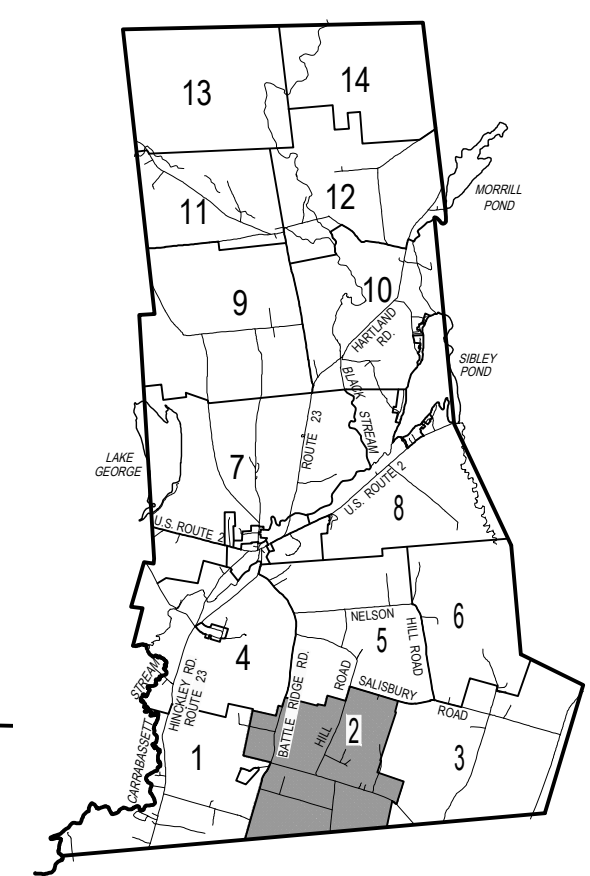 13
14
MORRILL
POND
12
11
10
9
HARTLAND
RD.
SIBLEY
POND
BLACK STREAM
ROUTE 23
LAKE
GEORGE
7
U.S. ROUTE 2
8
U.S. ROUTE 2
NELSON
6
5
HILL ROAD
4
HINCKLEY RD.
ROUTE 23
BATTLE RIDGE RD.
ROAD
HILL
SALISBURY
ROAD
STREAM
CARRABASSETT
2
1
3